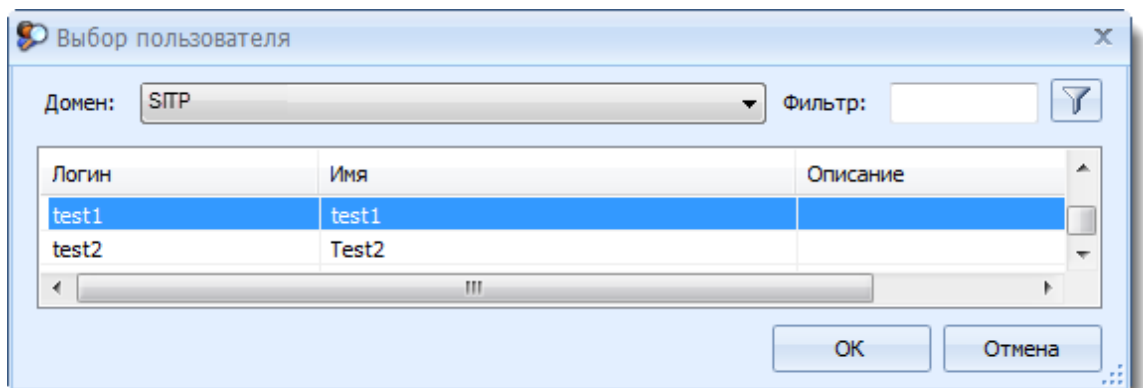 Выбор пользователя
Домен: SITP Фильтр:
Логин Имя Описание
test1 test1
test2 Test2
OK Отмена